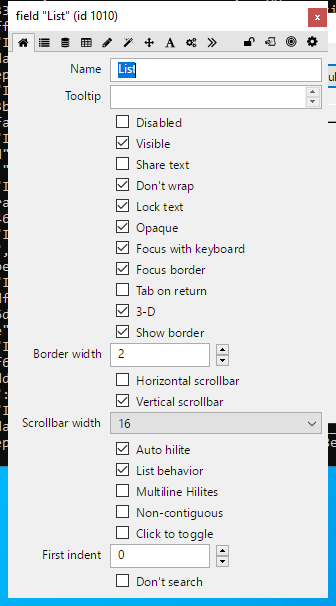 field "List" (id 1010)
Name List
Tooltip
Disabled
Visible
Share text
Don't wrap
Lock text
Opaque
Focus with keyboard
Focus border
Tab on return
3-D
Show border
Border width 2
Horizontal scrollbar
Vertical scrollbar
Scrollbar width 16
Auto hilite
List behavior
Multiline Hilites
Non-contiguous
Click to toggle
First indent 0
Don't search